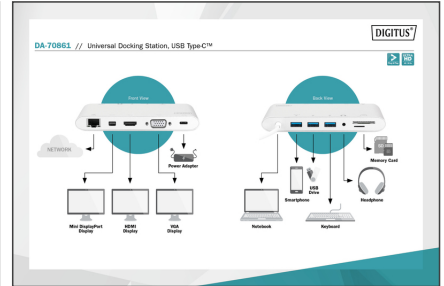 DIGITUS®
DA-70861 // Universal Docking Station, USB Type-C™
HD
Front View
Back View
NETWORK
Power Adapter
Mini DisplayPort
Display
HDMI
Display
VGA
Display
Memory Card
USB
Drive
Smartphone
Headphone
Notebook
Keyboard